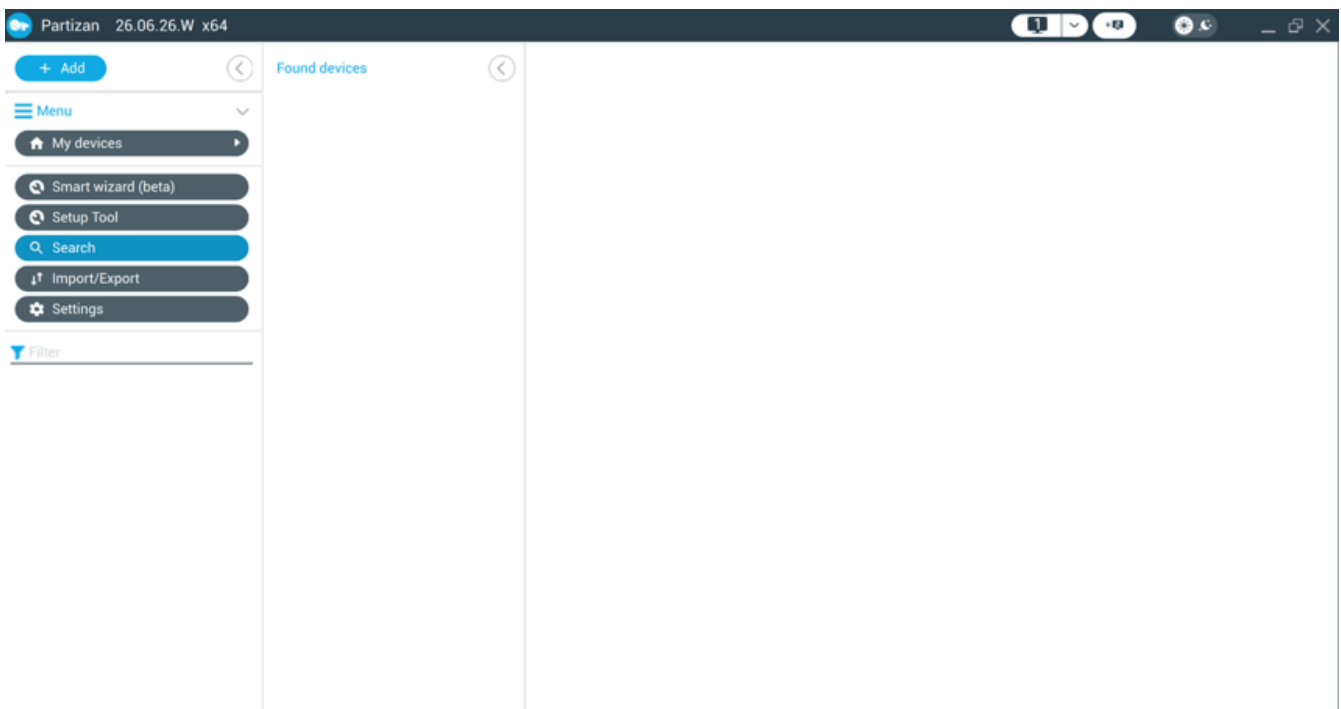 Partizan 26.06.26.W x64
1
+ Add
Found devices
Menu
My devices
Smart wizard (beta)
Setup Tool
Search
Import/Export
Settings
Filter